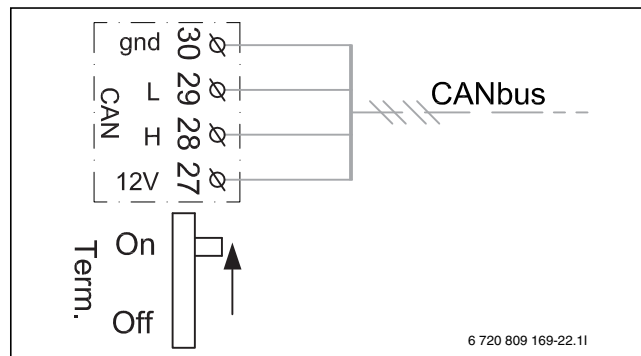 gnd 30
L 29
H 28
12V 27
CAN
CANbus
Term.
On
Off
6 720 809 169-22.1I